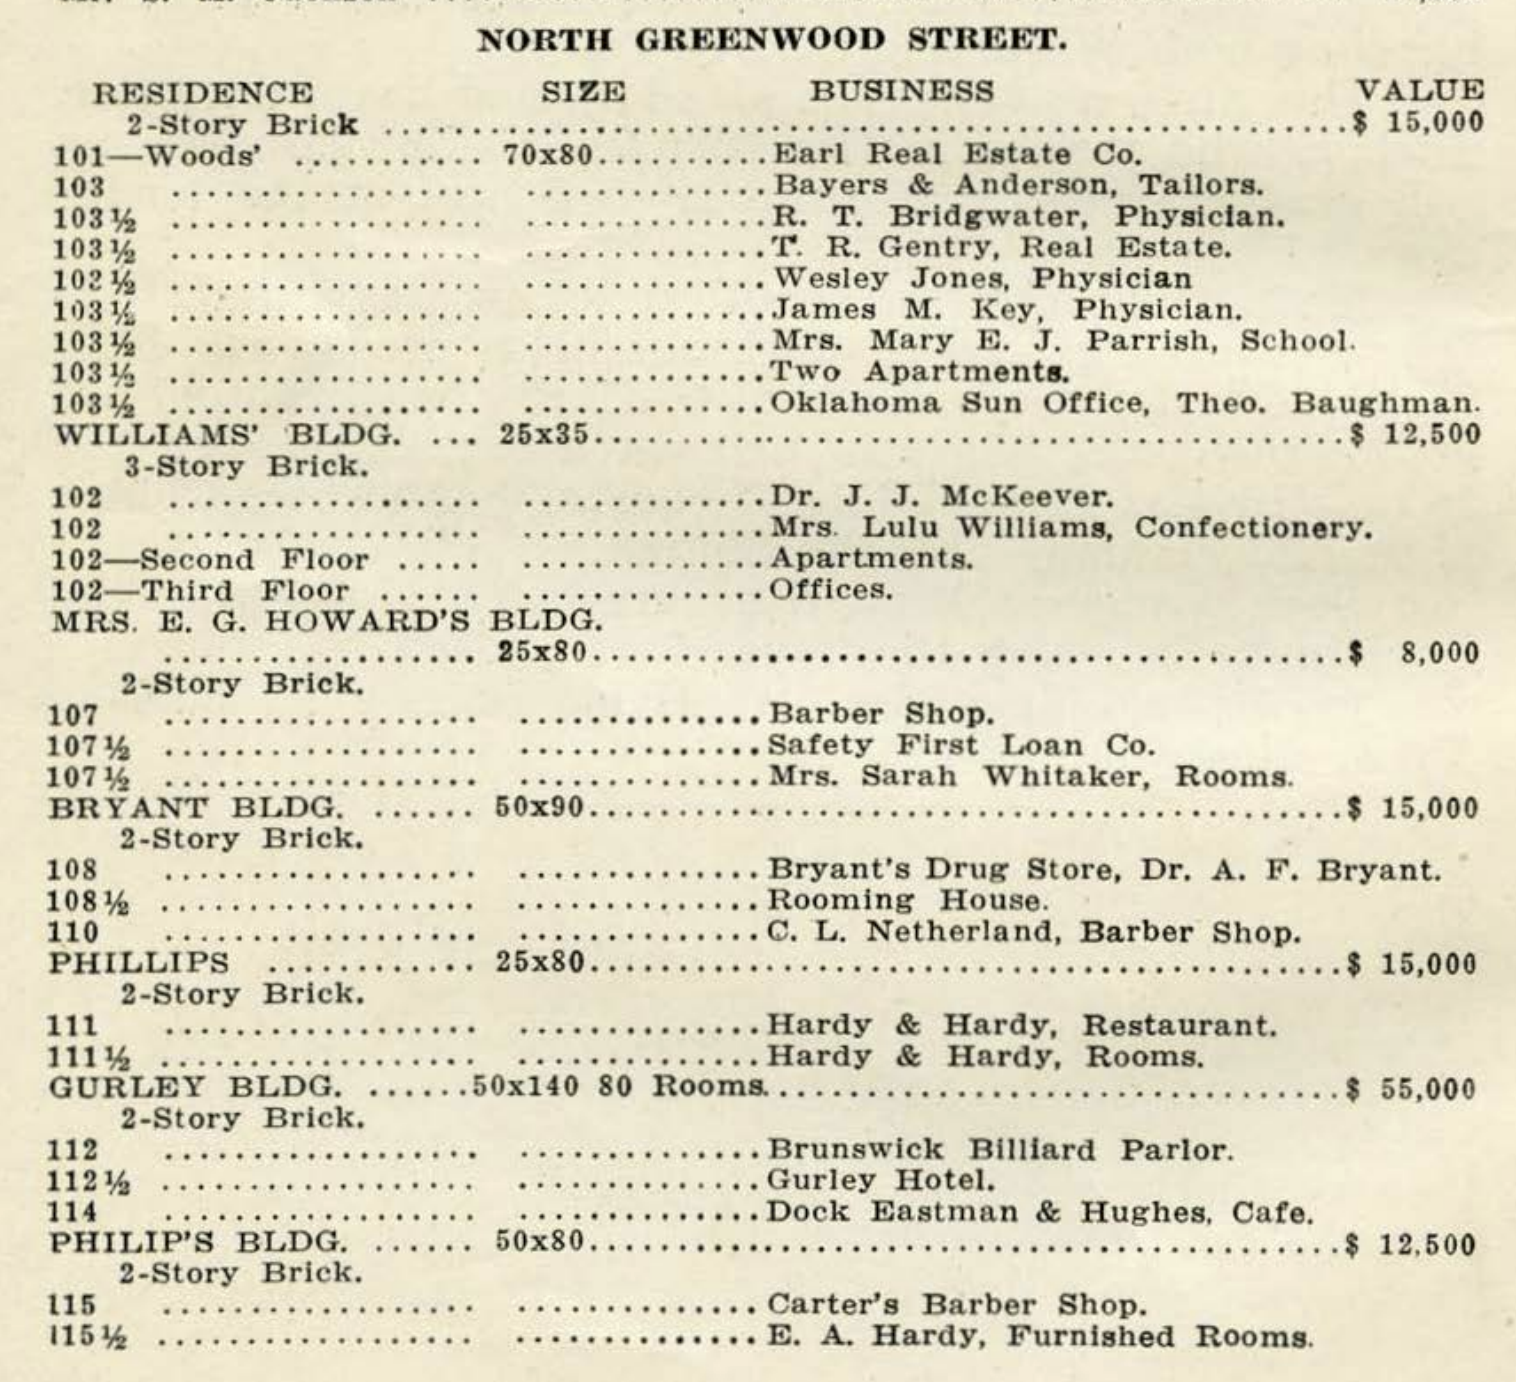 NORTH GREENWOOD STREET.
RESIDENCE SIZE BUSINESS VALUE
2-Story Brick ........................................................$ 15,000
101—Woods' ........... 70x80..........Earl Real Estate Co.
103 .................. ..............Bayers & Anderson, Tailors.
103½ .................. ..............R. T. Bridgwater, Physician.
103½ .................. ..............T. R. Gentry, Real Estate.
102½ .................. ..............Wesley Jones, Physician
103½ .................. ..............James M. Key, Physician.
103½ .................. ..............Mrs. Mary E. J. Parrish, School.
103½ .................. ..............Two Apartments.
103½ .................. ..............Oklahoma Sun Office, Theo. Baughman.
WILLIAMS' BLDG. ... 25x35..........................................$ 12,500
3-Story Brick.
102 .................. ..............Dr. J. J. McKeever.
102 .................. ..............Mrs. Lulu Williams, Confectionery.
102—Second Floor ..... ..............Apartments.
102—Third Floor ...... ..............Offices.
MRS. E. G. HOWARD'S BLDG.
.................. 25x80..........................................$ 8,000
2-Story Brick.
107 .................. ..............Barber Shop.
107½ .................. ..............Safety First Loan Co.
107½ .................. ..............Mrs. Sarah Whitaker, Rooms.
BRYANT BLDG. ...... 50x90..........................................$ 15,000
2-Story Brick.
108 .................. ..............Bryant's Drug Store, Dr. A. F. Bryant.
108½ .................. ..............Rooming House.
110 .................. ..............C. L. Netherland, Barber Shop.
PHILLIPS ............ 25x80..........................................$ 15,000
2-Story Brick.
111 .................. ..............Hardy & Hardy, Restaurant.
111½ .................. ..............Hardy & Hardy, Rooms.
GURLEY BLDG. ......50x140 80 Rooms................................$ 55,000
2-Story Brick.
112 .................. ..............Brunswick Billiard Parlor.
112½ .................. ..............Gurley Hotel.
114 .................. ..............Dock Eastman & Hughes, Cafe.
PHILIP'S BLDG. ...... 50x80..........................................$ 12,500
2-Story Brick.
115 .................. ..............Carter's Barber Shop.
115½ .................. ..............E. A. Hardy, Furnished Rooms.